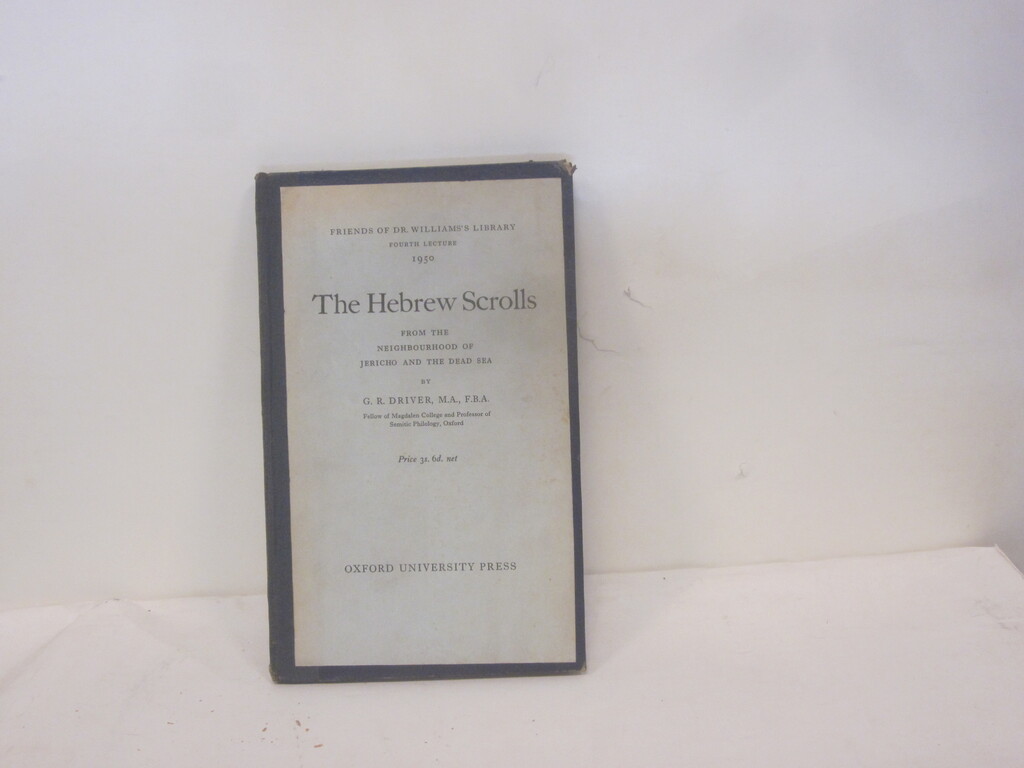 FRIENDS OF DR. WILLIAMS'S LIBRARY
FOURTH LECTURE
1950
The Hebrew Scrolls
FROM THE
NEIGHBOURHOOD OF
JERICHO AND THE DEAD SEA
BY
G. R. DRIVER, M.A., F.B.A.
Fellow of Magdalen College and Professor of
Semitic Philology, Oxford
Price 3s. 6d. net
OXFORD UNIVERSITY PRESS